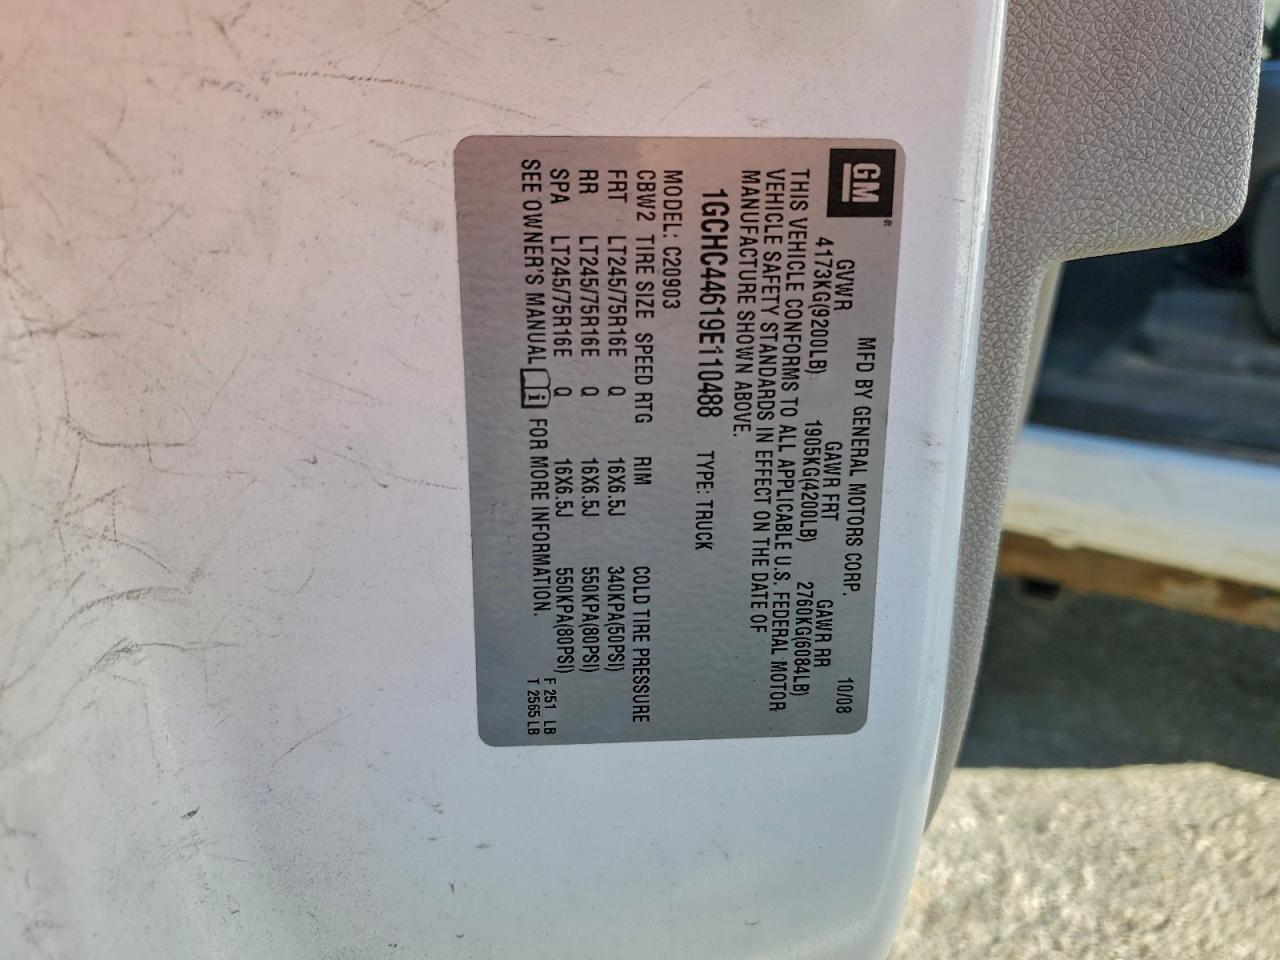 GM
MFD BY GENERAL MOTORS CORP. 10/08
GVWR GAWR FRT GAWR RR
4173KG(9200LB) 1905KG(4200LB) 2760KG(6084LB)
THIS VEHICLE CONFORMS TO ALL APPLICABLE U.S. FEDERAL MOTOR
VEHICLE SAFETY STANDARDS IN EFFECT ON THE DATE OF
MANUFACTURE SHOWN ABOVE.
1GCHC44619E110488 TYPE: TRUCK
MODEL: C20903
CBW2 TIRE SIZE SPEED RTG RIM COLD TIRE PRESSURE
FRT LT245/75R16E Q 16X6.5J 340KPA(50PSI)
RR LT245/75R16E Q 16X6.5J 550KPA(80PSI)
SPA LT245/75R16E Q 16X6.5J 550KPA(80PSI)
SEE OWNER'S MANUAL i FOR MORE INFORMATION.
F 251 LB
T 2565 LB